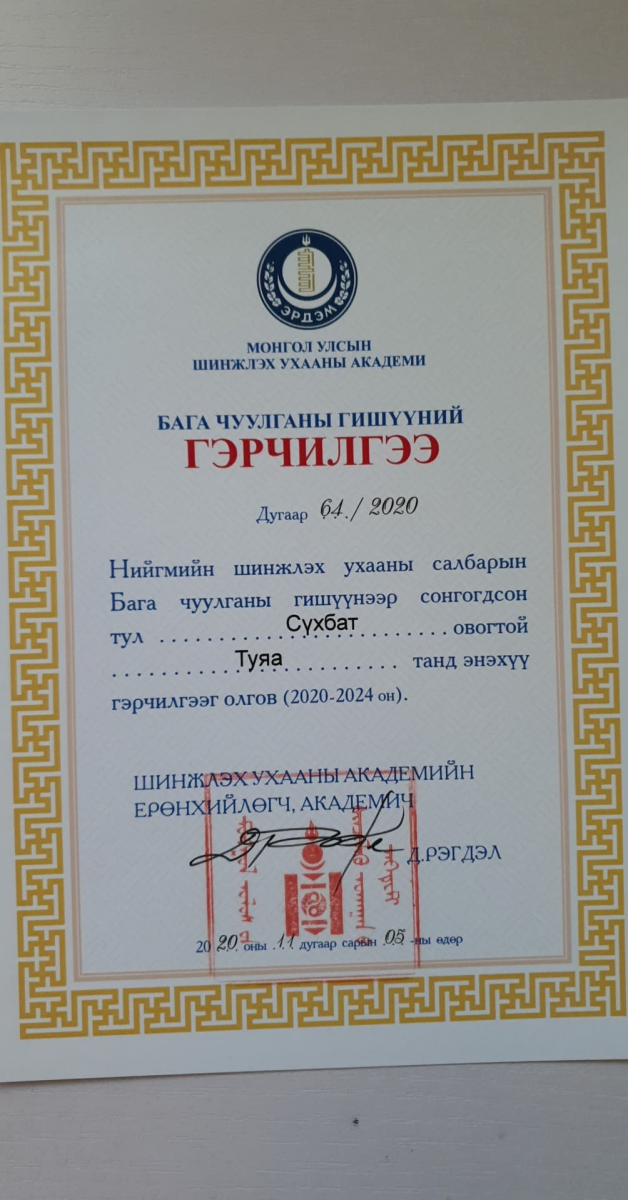 ЭРДЭМ
МОНГОЛ УЛСЫН
ШИНЖЛЭХ УХААНЫ АКАДЕМИ
БАГА ЧУУЛГАНЫ ГИШҮҮНИЙ
ГЭРЧИЛГЭЭ
Дугаар 64./2020
Нийгмийн шинжлэх ухааны салбарын
Бага чуулганы гишүүнээр сонгогдсон
тул ........Сүхбат........овогтой
........Туяа........ танд энэхүү
гэрчилгээг олгов (2020-2024 он).
ШИНЖЛЭХ УХААНЫ АКАДЕМИЙН
ЕРӨНХИЙЛӨГЧ, АКАДЕМИЧ
Д.РЭГДЭЛ
2020. оны .11 дугаар сарын .05 -ны өдөр